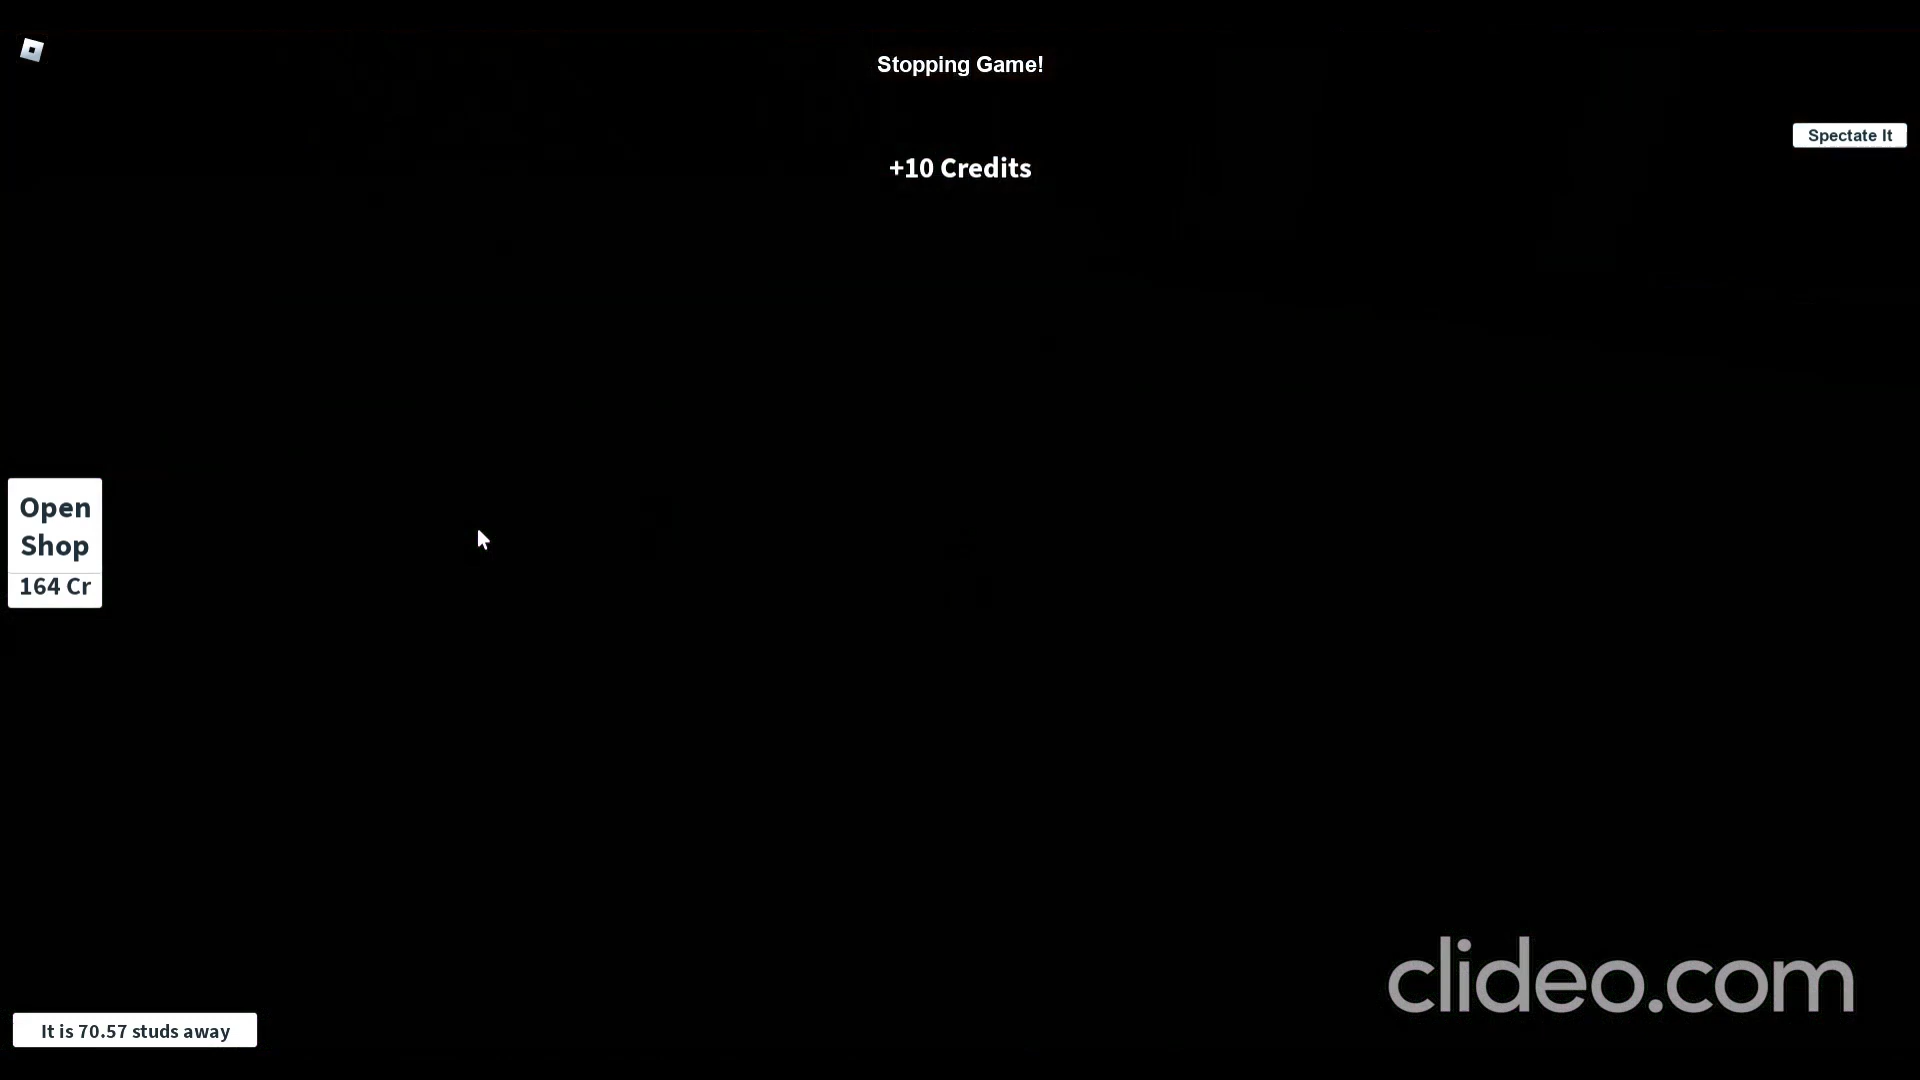 Stopping Game!
Spectate It
+10 Credits
Open
Shop
164 Cr
It is 70.57 studs away
clideo.com